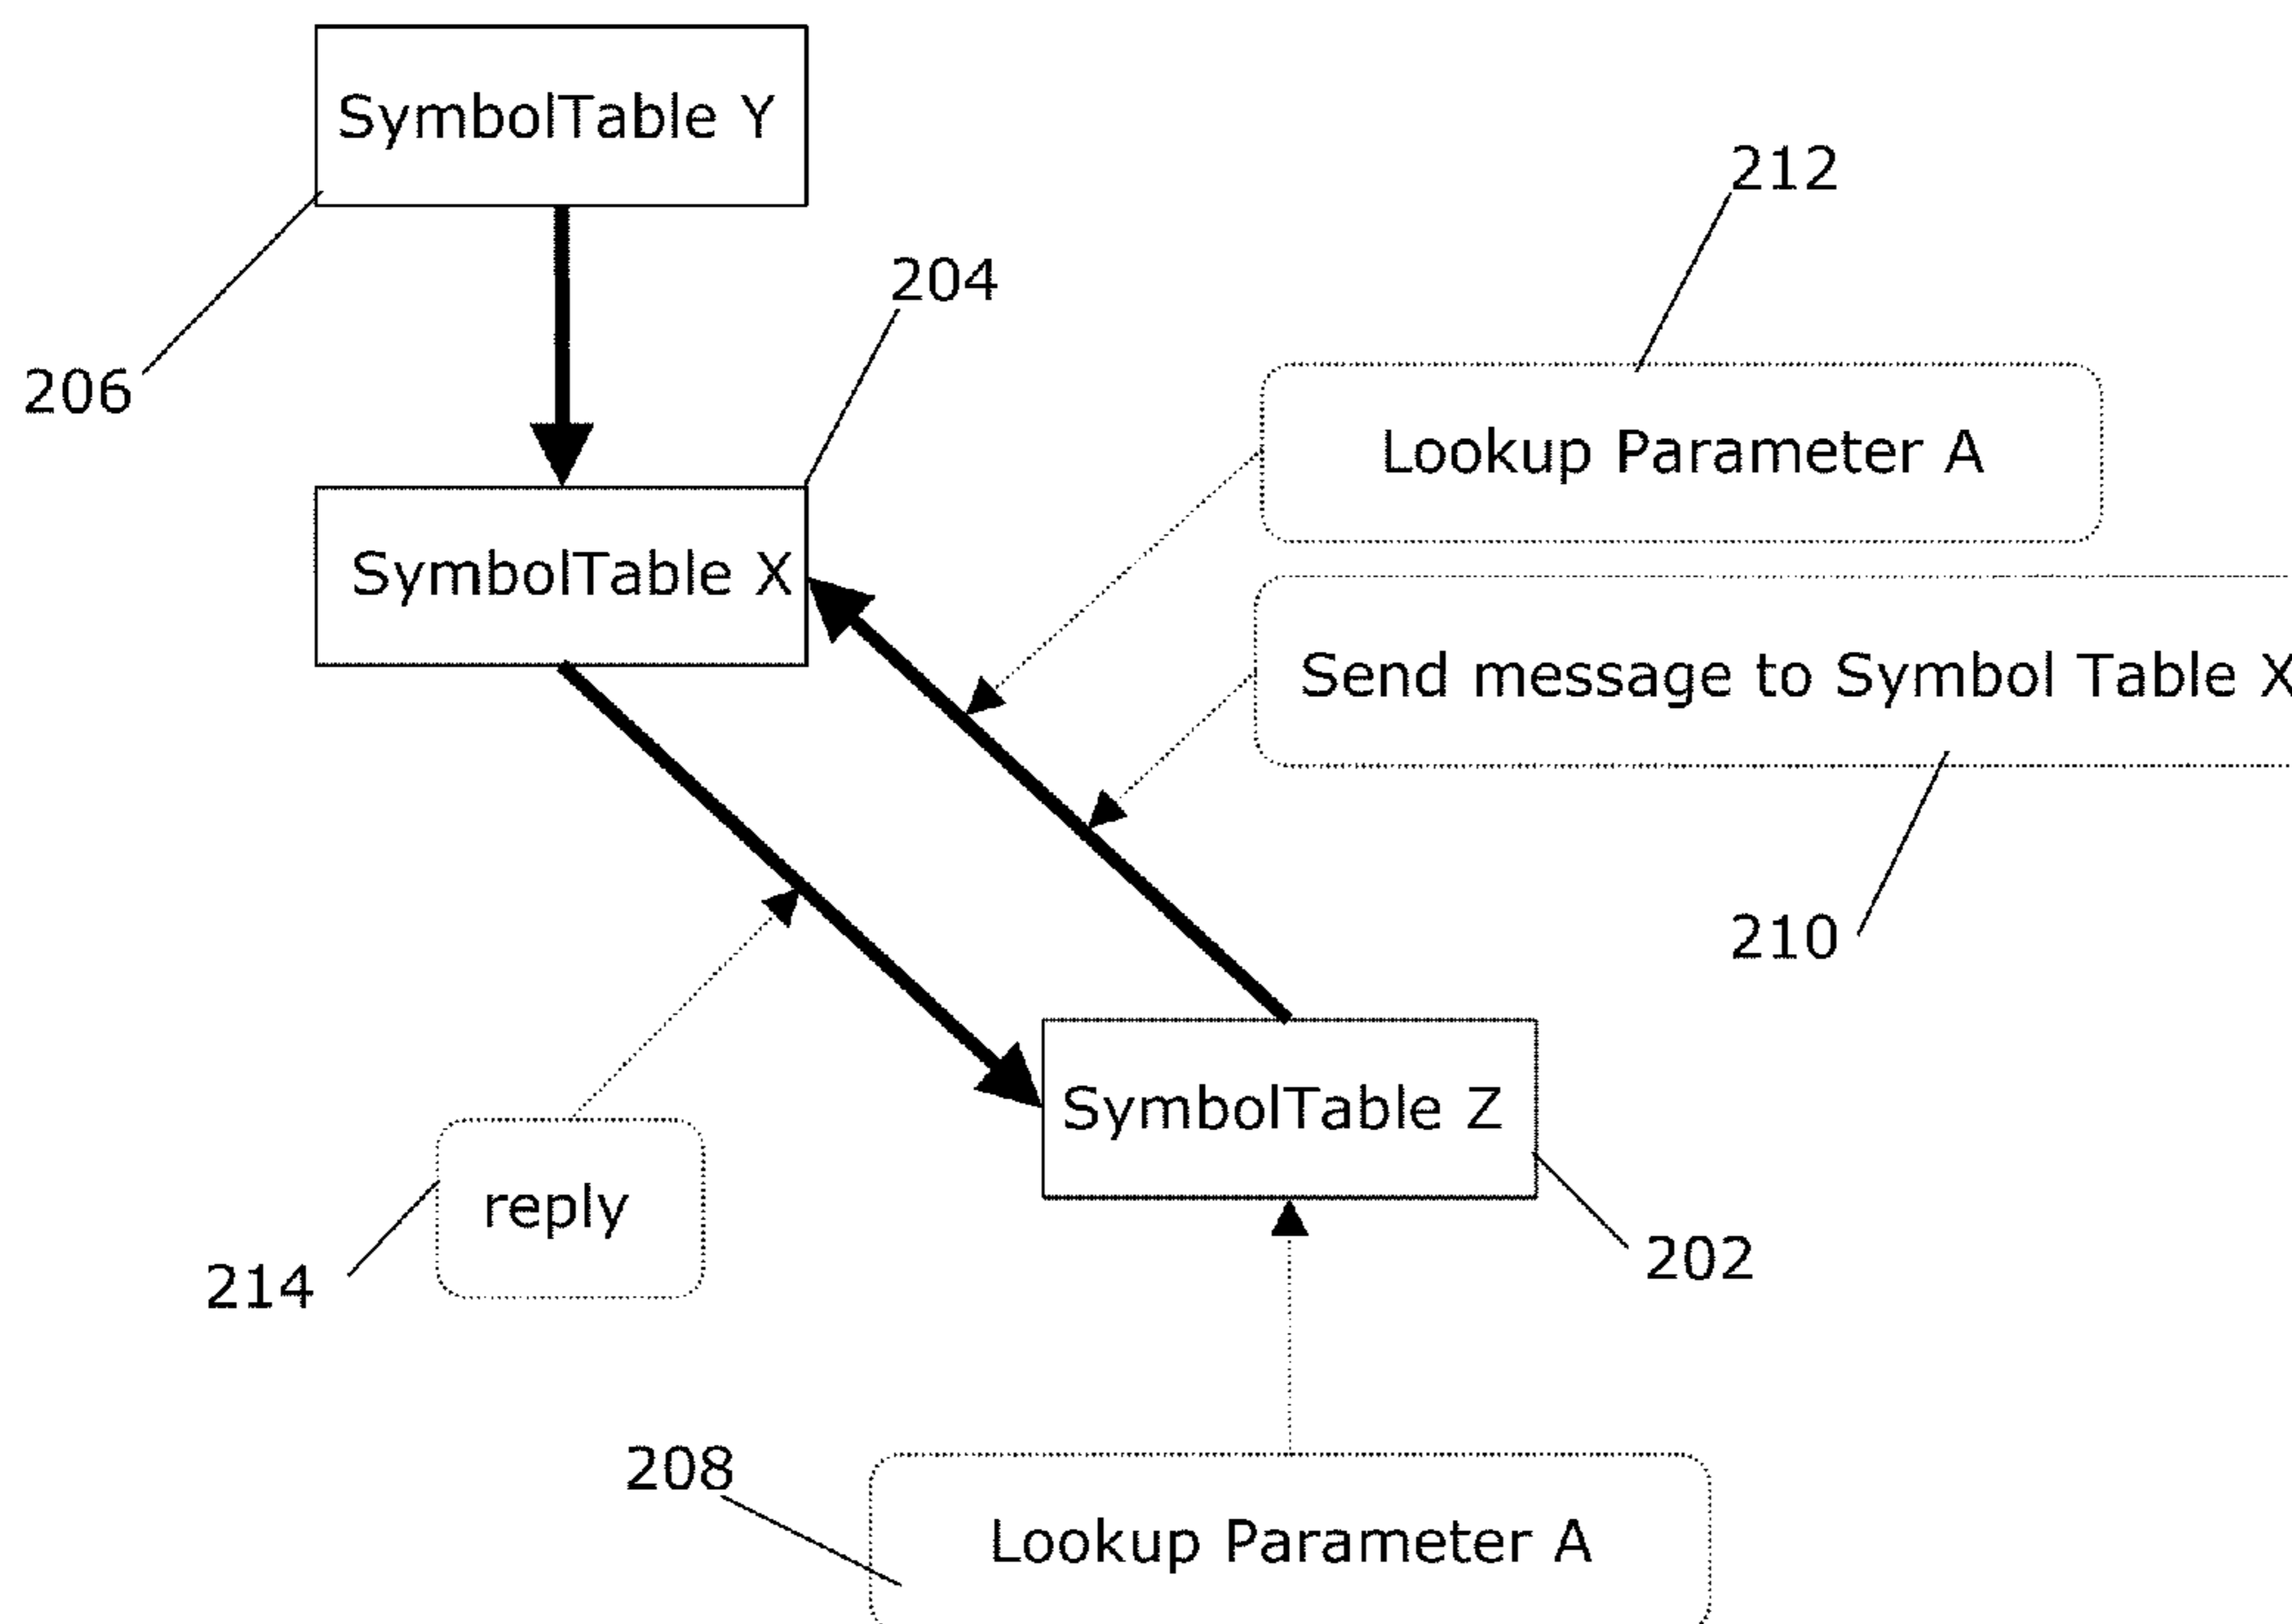 SymbolTable Y
212
204
206
Lookup Parameter A
SymbolTable X
Send message to Symbol Table X
210
SymbolTable Z
reply
202
214
208
Lookup Parameter A